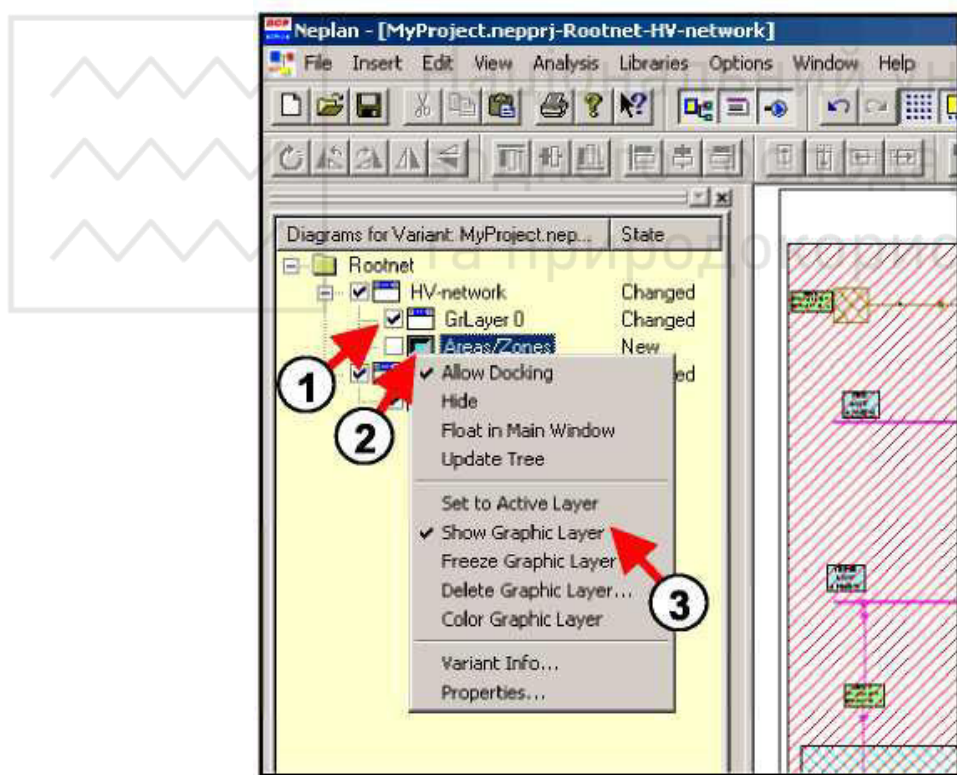 Neplan - [MyProject.nepprj-Rootnet-HV-network]
File Insert Edit View Analysis Libraries Options Window Help
Diagrams for Variant: MyProject.nep... State
Rootnet
HV-network Changed
GrLayer 0 Changed
Areas/Zones New
ed
1
2
3
Allow Docking
Hide
Float in Main Window
Update Tree
Set to Active Layer
Show Graphic Layer
Freeze Graphic Layer
Delete Graphic Layer...
Color Graphic Layer
Variant Info...
Properties...
та природокорис